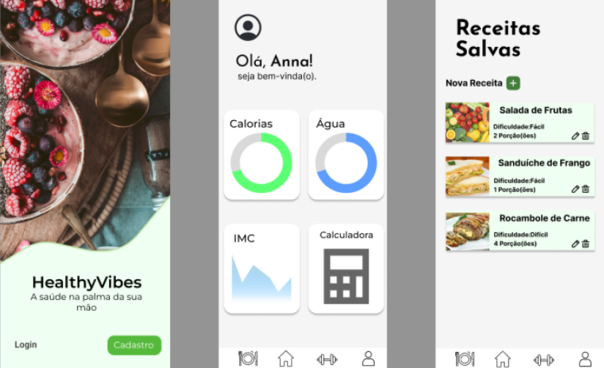 HealthyVibes
A saúde na palma da sua
mão
Login
Cadastro
Olá, Anna!
seja bem-vinda(o).
Calorias
Água
IMC
Calculadora
Receitas
Salvas
Nova Receita +
Salada de Frutas
Dificuldade:Fácil
2 Porção(ões)
Sanduíche de Frango
Dificuldade:Fácil
1 Porção(ões)
Rocambole de Carne
Dificuldade:Difícil
4 Porção(ões)